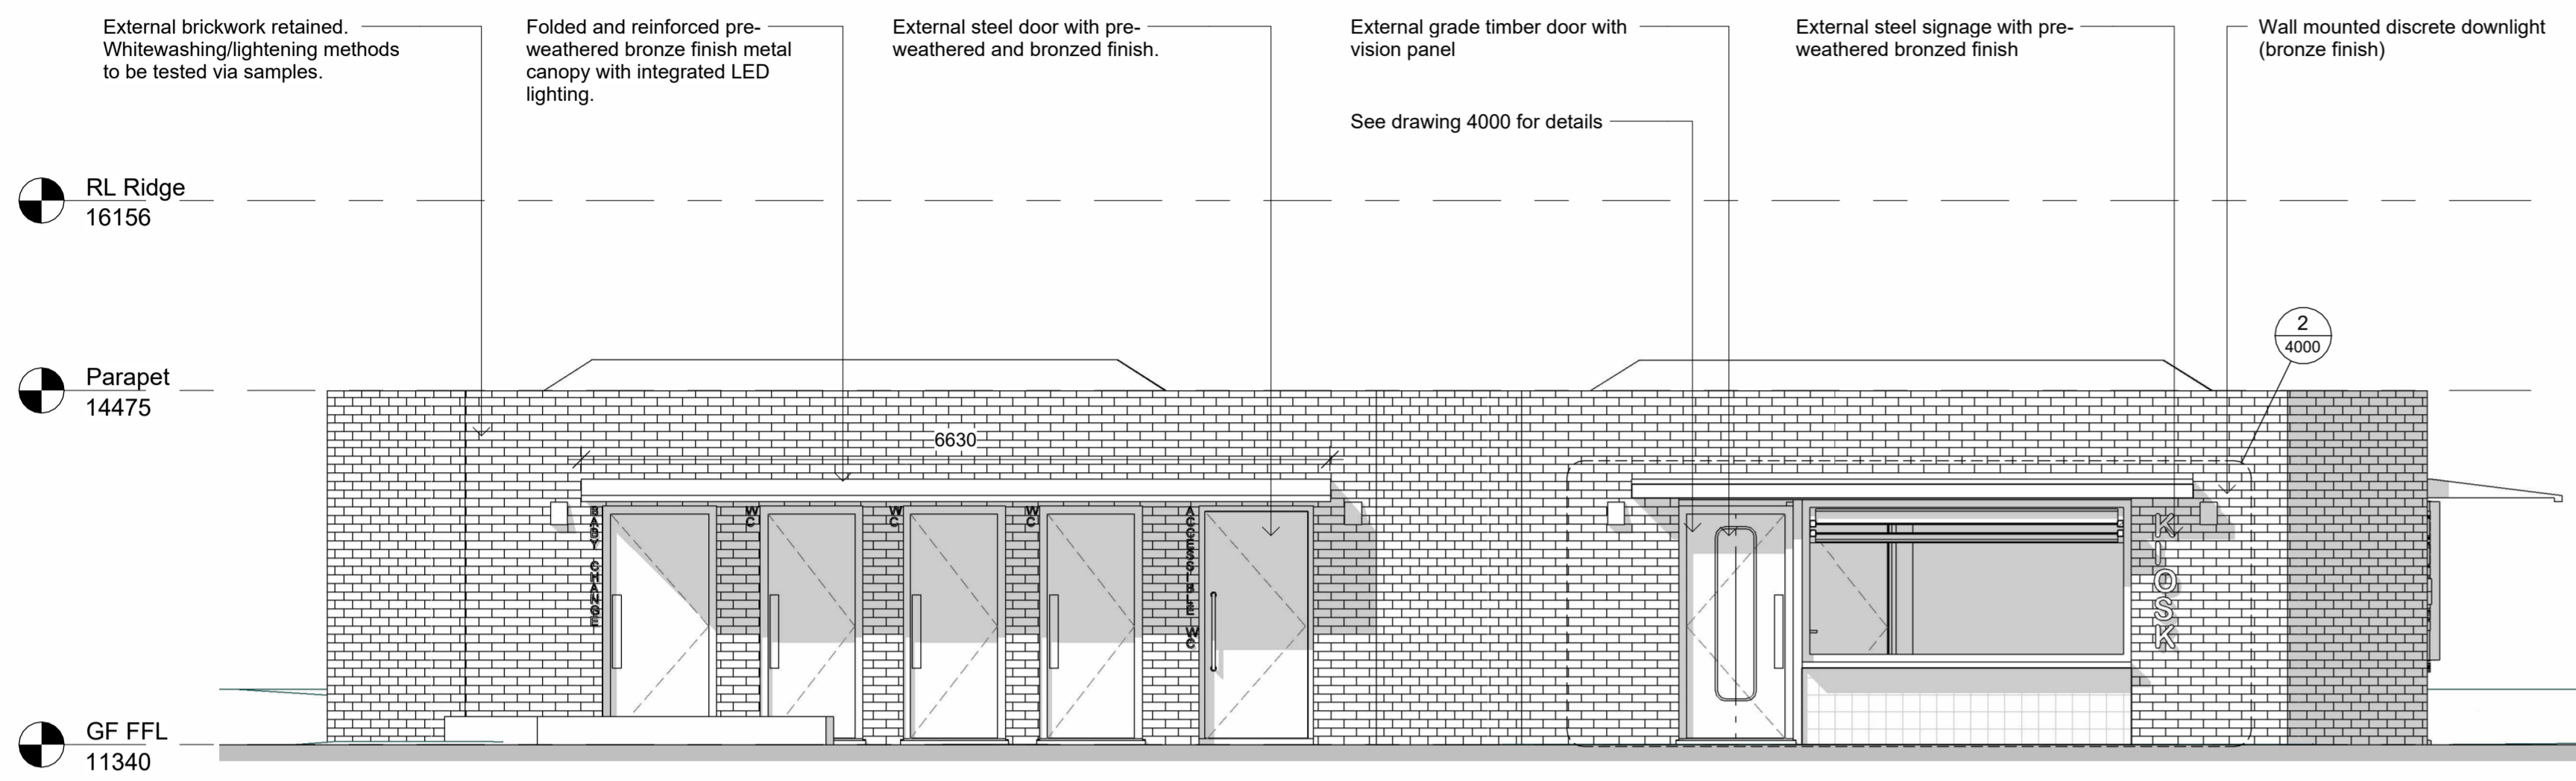 External brickwork retained.
Whitewashing/lightening methods
to be tested via samples.
Folded and reinforced pre-
weathered bronze finish metal
canopy with integrated LED
lighting.
External steel door with pre-
weathered and bronzed finish.
External grade timber door with
vision panel
See drawing 4000 for details
External steel signage with pre-
weathered bronzed finish
Wall mounted discrete downlight
(bronze finish)
RL Ridge
16156
2
4000
Parapet
14475
6630
BABY CHANGE
WC
WC
WC
ACCESSIBLE WC
KIOSK
GF FFL
11340